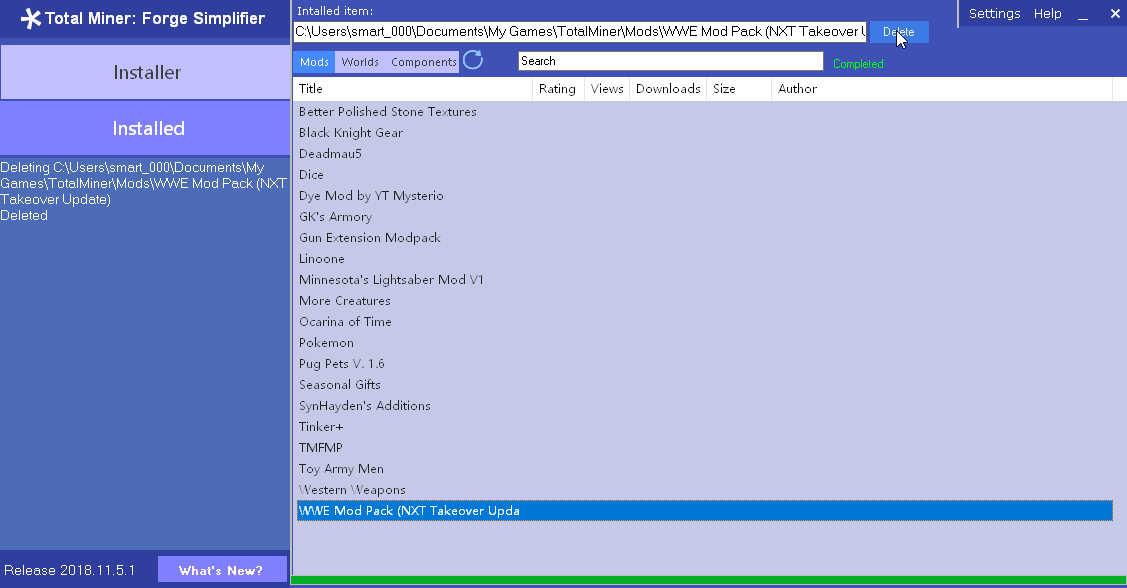 Total Miner: Forge Simplifier
Installer
Installed
Deleting C:\Users\smart_000\Documents\My
Games\TotalMiner\Mods\WWE Mod Pack (NXT
Takeover Update)
Deleted
Release 2018.11.5.1
What's New?
Intalled item:
C:\Users\smart_000\Documents\My Games\TotalMiner\Mods\WWE Mod Pack (NXT Takeover U
Delete
Settings Help
Mods Worlds Components
Search
Completed
Title Rating Views Downloads Size Author
Better Polished Stone Textures
Black Knight Gear
Deadmau5
Dice
Dye Mod by YT Mysterio
GK's Armory
Gun Extension Modpack
Linoone
Minnesota's Lightsaber Mod V1
More Creatures
Ocarina of Time
Pokemon
Pug Pets V. 1.6
Seasonal Gifts
SynHayden's Additions
Tinker+
TMFMP
Toy Army Men
Western Weapons
WWE Mod Pack (NXT Takeover Upda